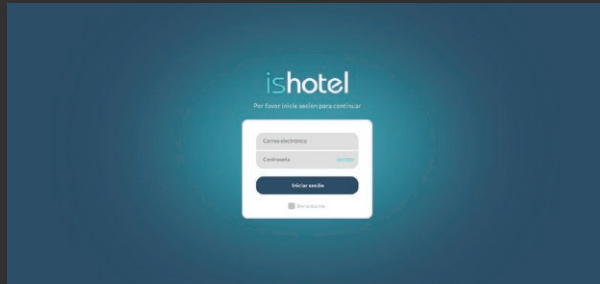 ishotel
Por favor inicie sesión para continuar
Correo electrónico
Contraseña
Iniciar sesión